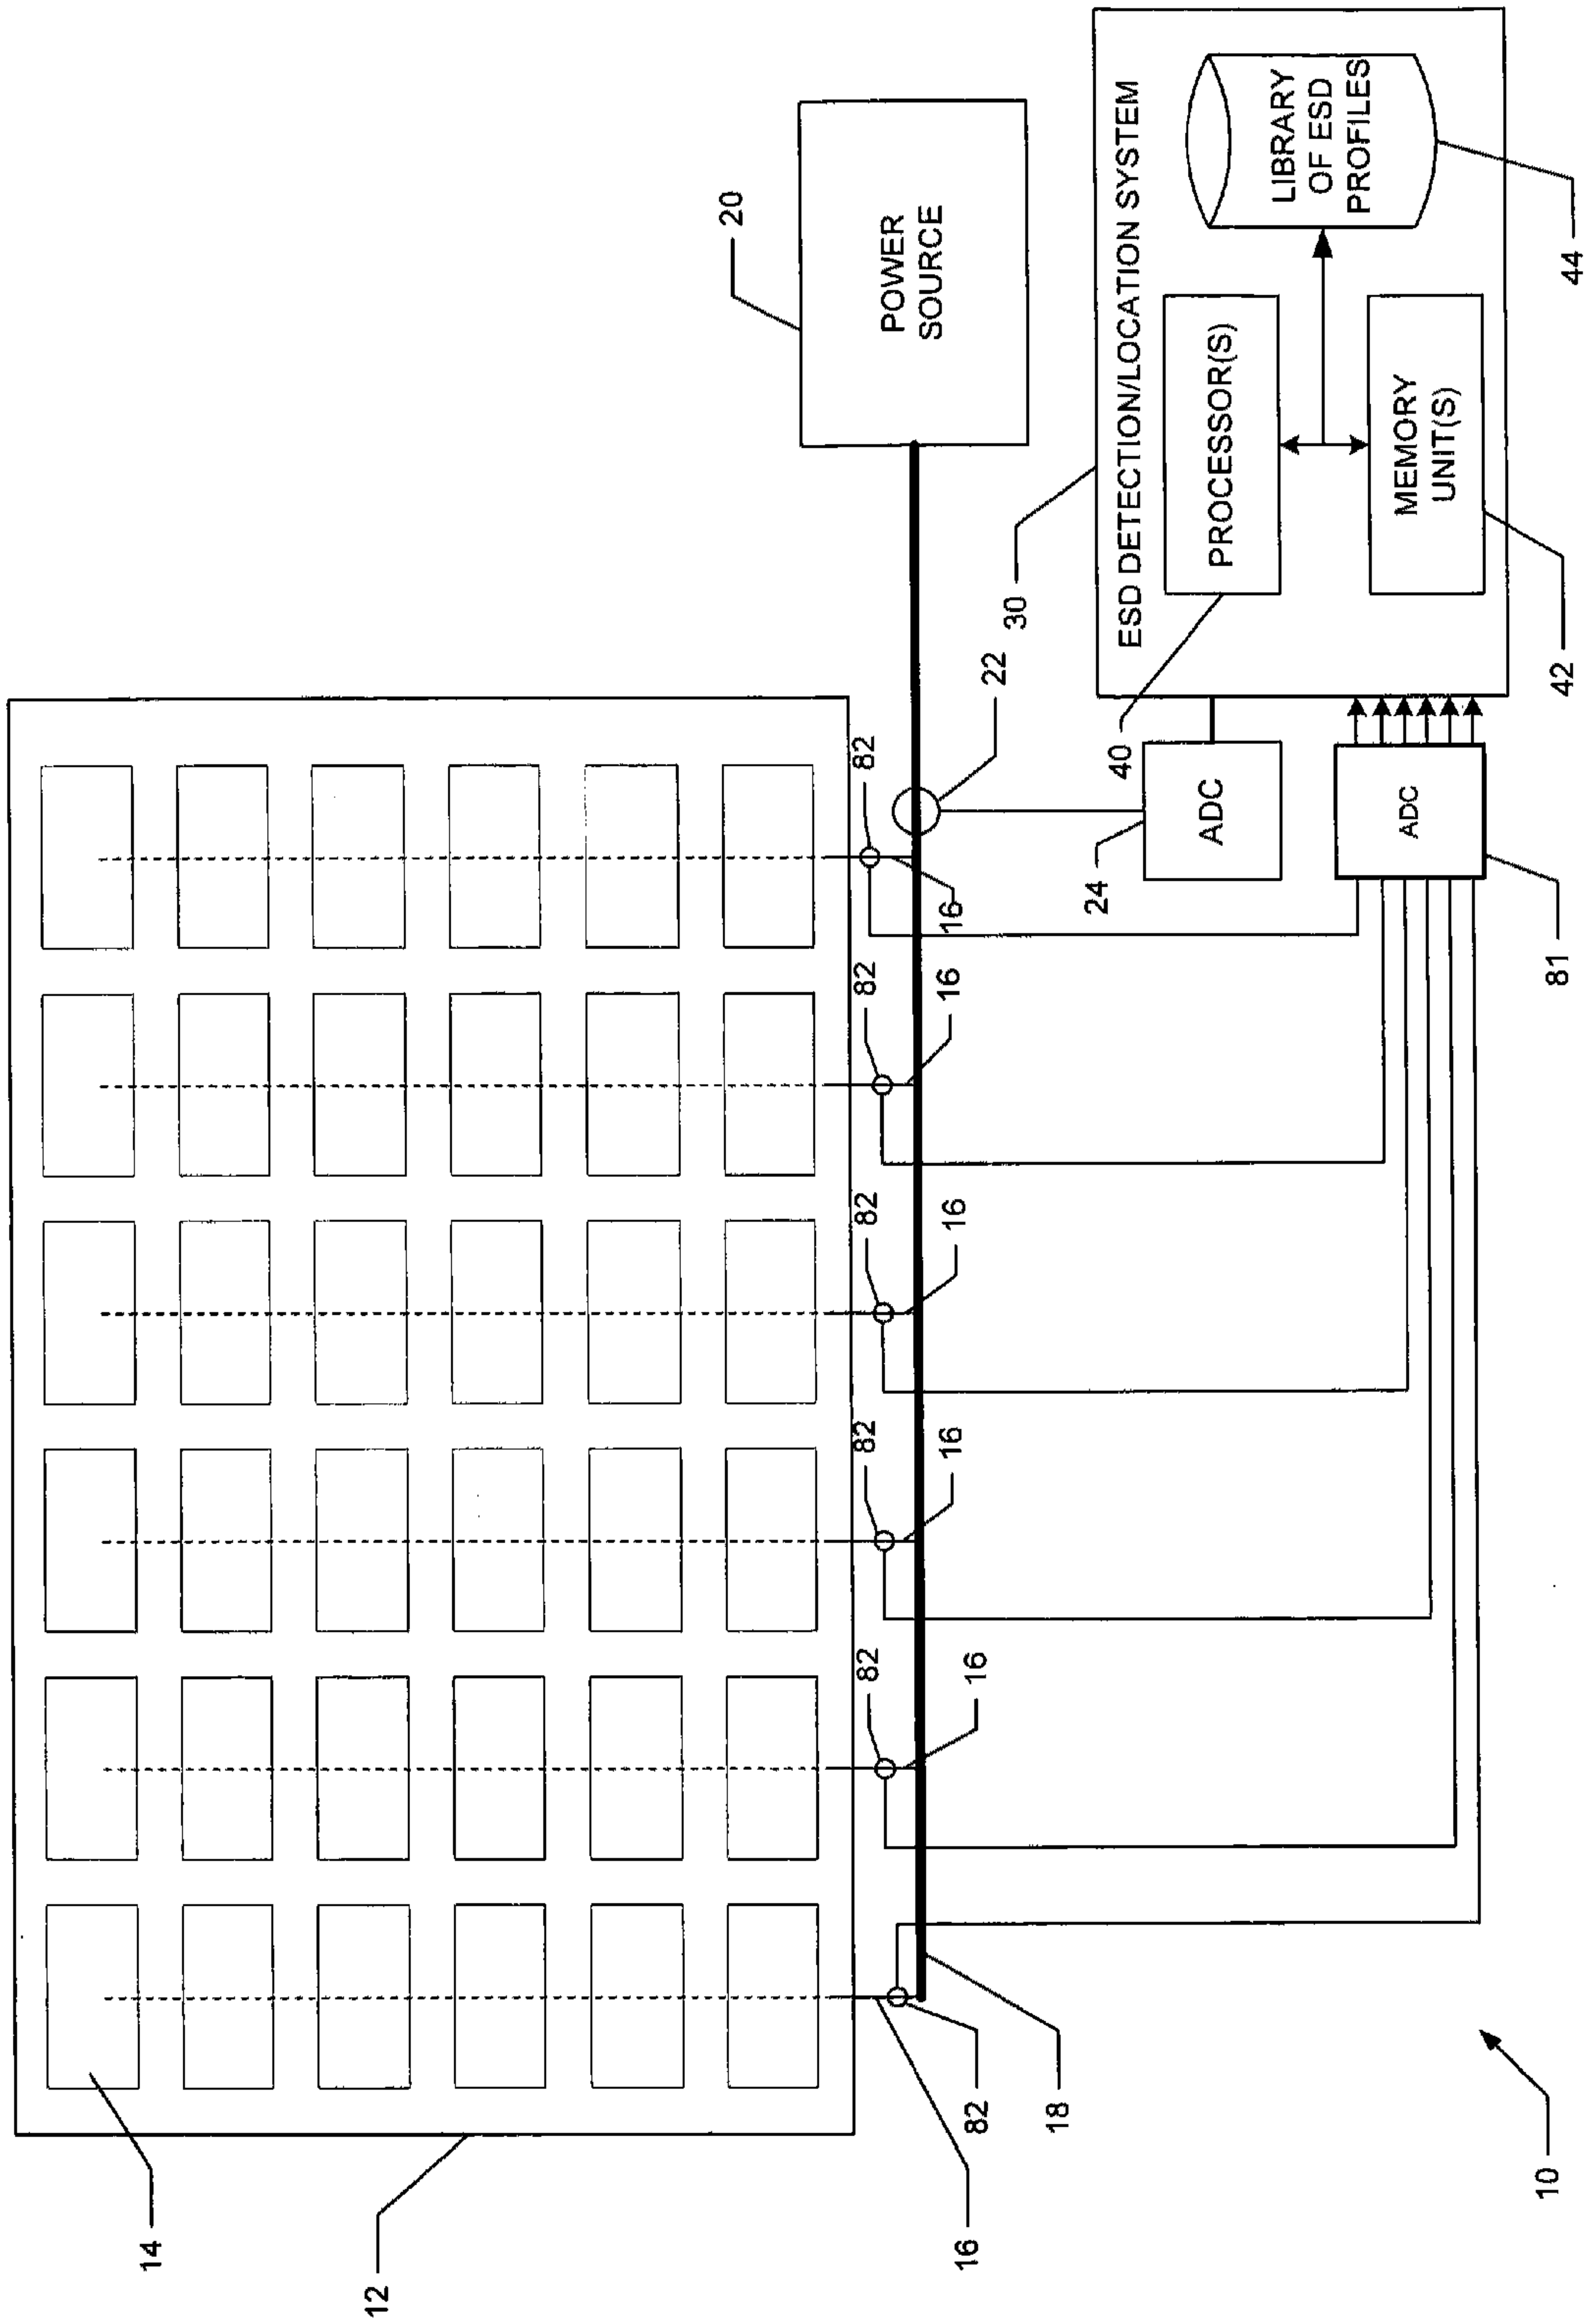 14
12
16
82
18
10
82
16
82
16
82
16
82
16
82
16
22
20
POWER
SOURCE
24
ADC
ADC
81
40
30
ESD DETECTION/LOCATION SYSTEM
PROCESSOR(S)
MEMORY
UNIT(S)
42
LIBRARY
OF ESD
PROFILES
44